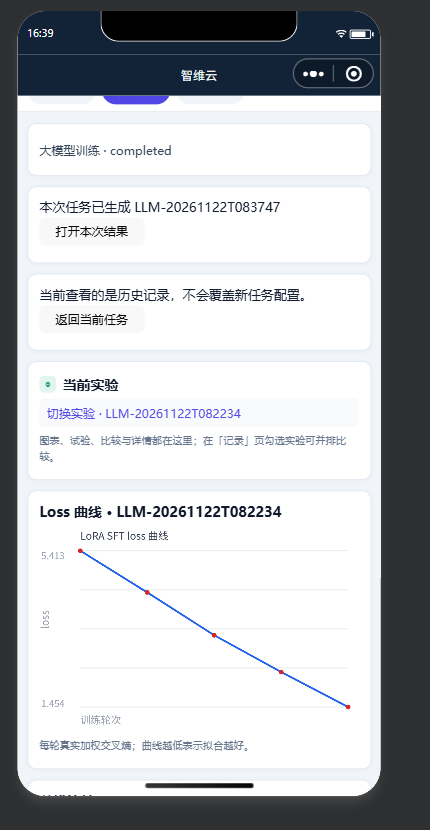 16:39
智维云
大模型训练 · completed
本次任务已生成 LLM-20261122T083747
打开本次结果
当前查看的是历史记录，不会覆盖新任务配置。
返回当前任务
当前实验
切换实验 · LLM-20261122T082234
图表、试验、比较与详情都在这里；在「记录」页勾选实验可并排比
较。
Loss 曲线 • LLM-20261122T082234
LoRA SFT loss 曲线
5.413
loss
1.454
训练轮次
每轮真实加权交叉熵；曲线越低表示拟合越好。